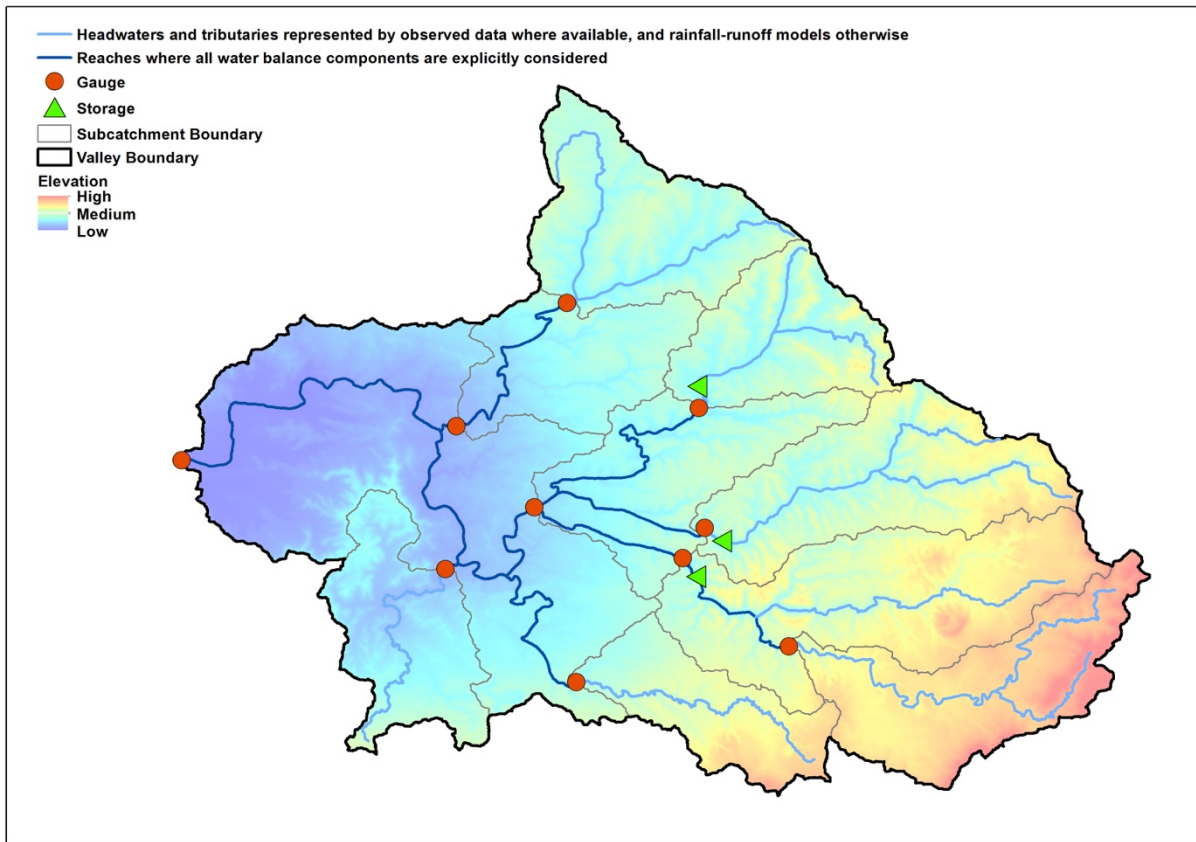 Headwaters and tributaries represented by observed data where available, and rainfall-runoff models otherwise
Reaches where all water balance components are explicitly considered
Gauge
Storage
Subcatchment Boundary
Valley Boundary
Elevation
High
Medium
Low